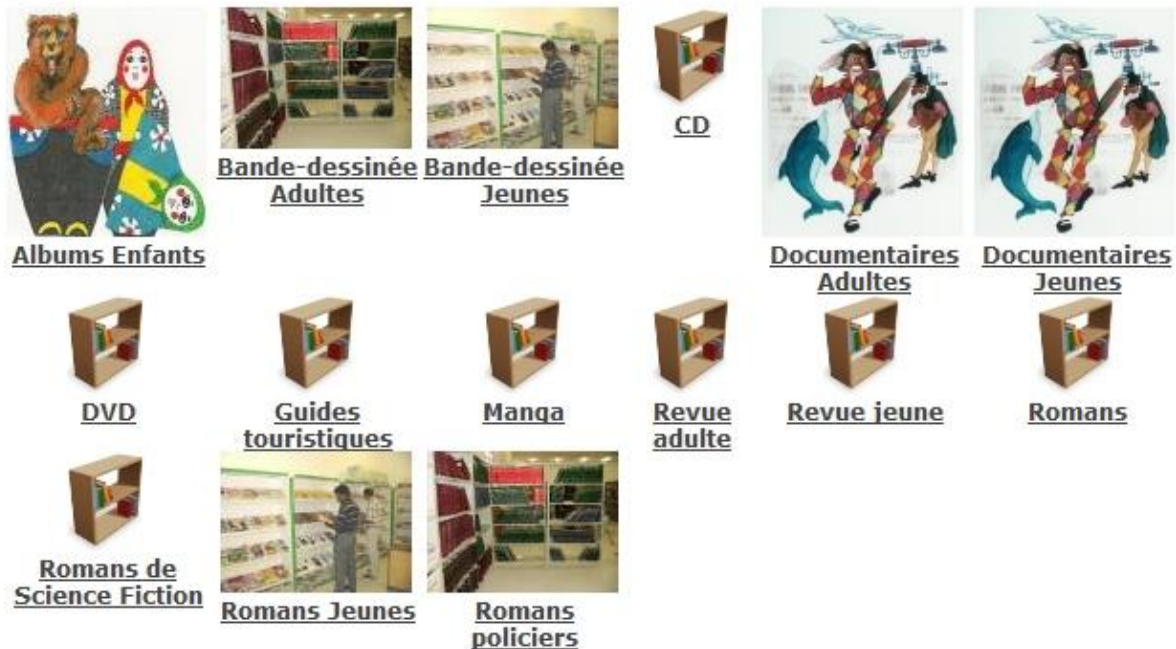 CD
Bande-dessinée
Adultes
Bande-dessinée
Jeunes
Albums Enfants
Documentaires
Adultes
Documentaires
Jeunes
DVD
Guides
touristiques
Manga
Revue
adulte
Revue jeune
Romans
Romans de
Science Fiction
Romans Jeunes
Romans
policiers